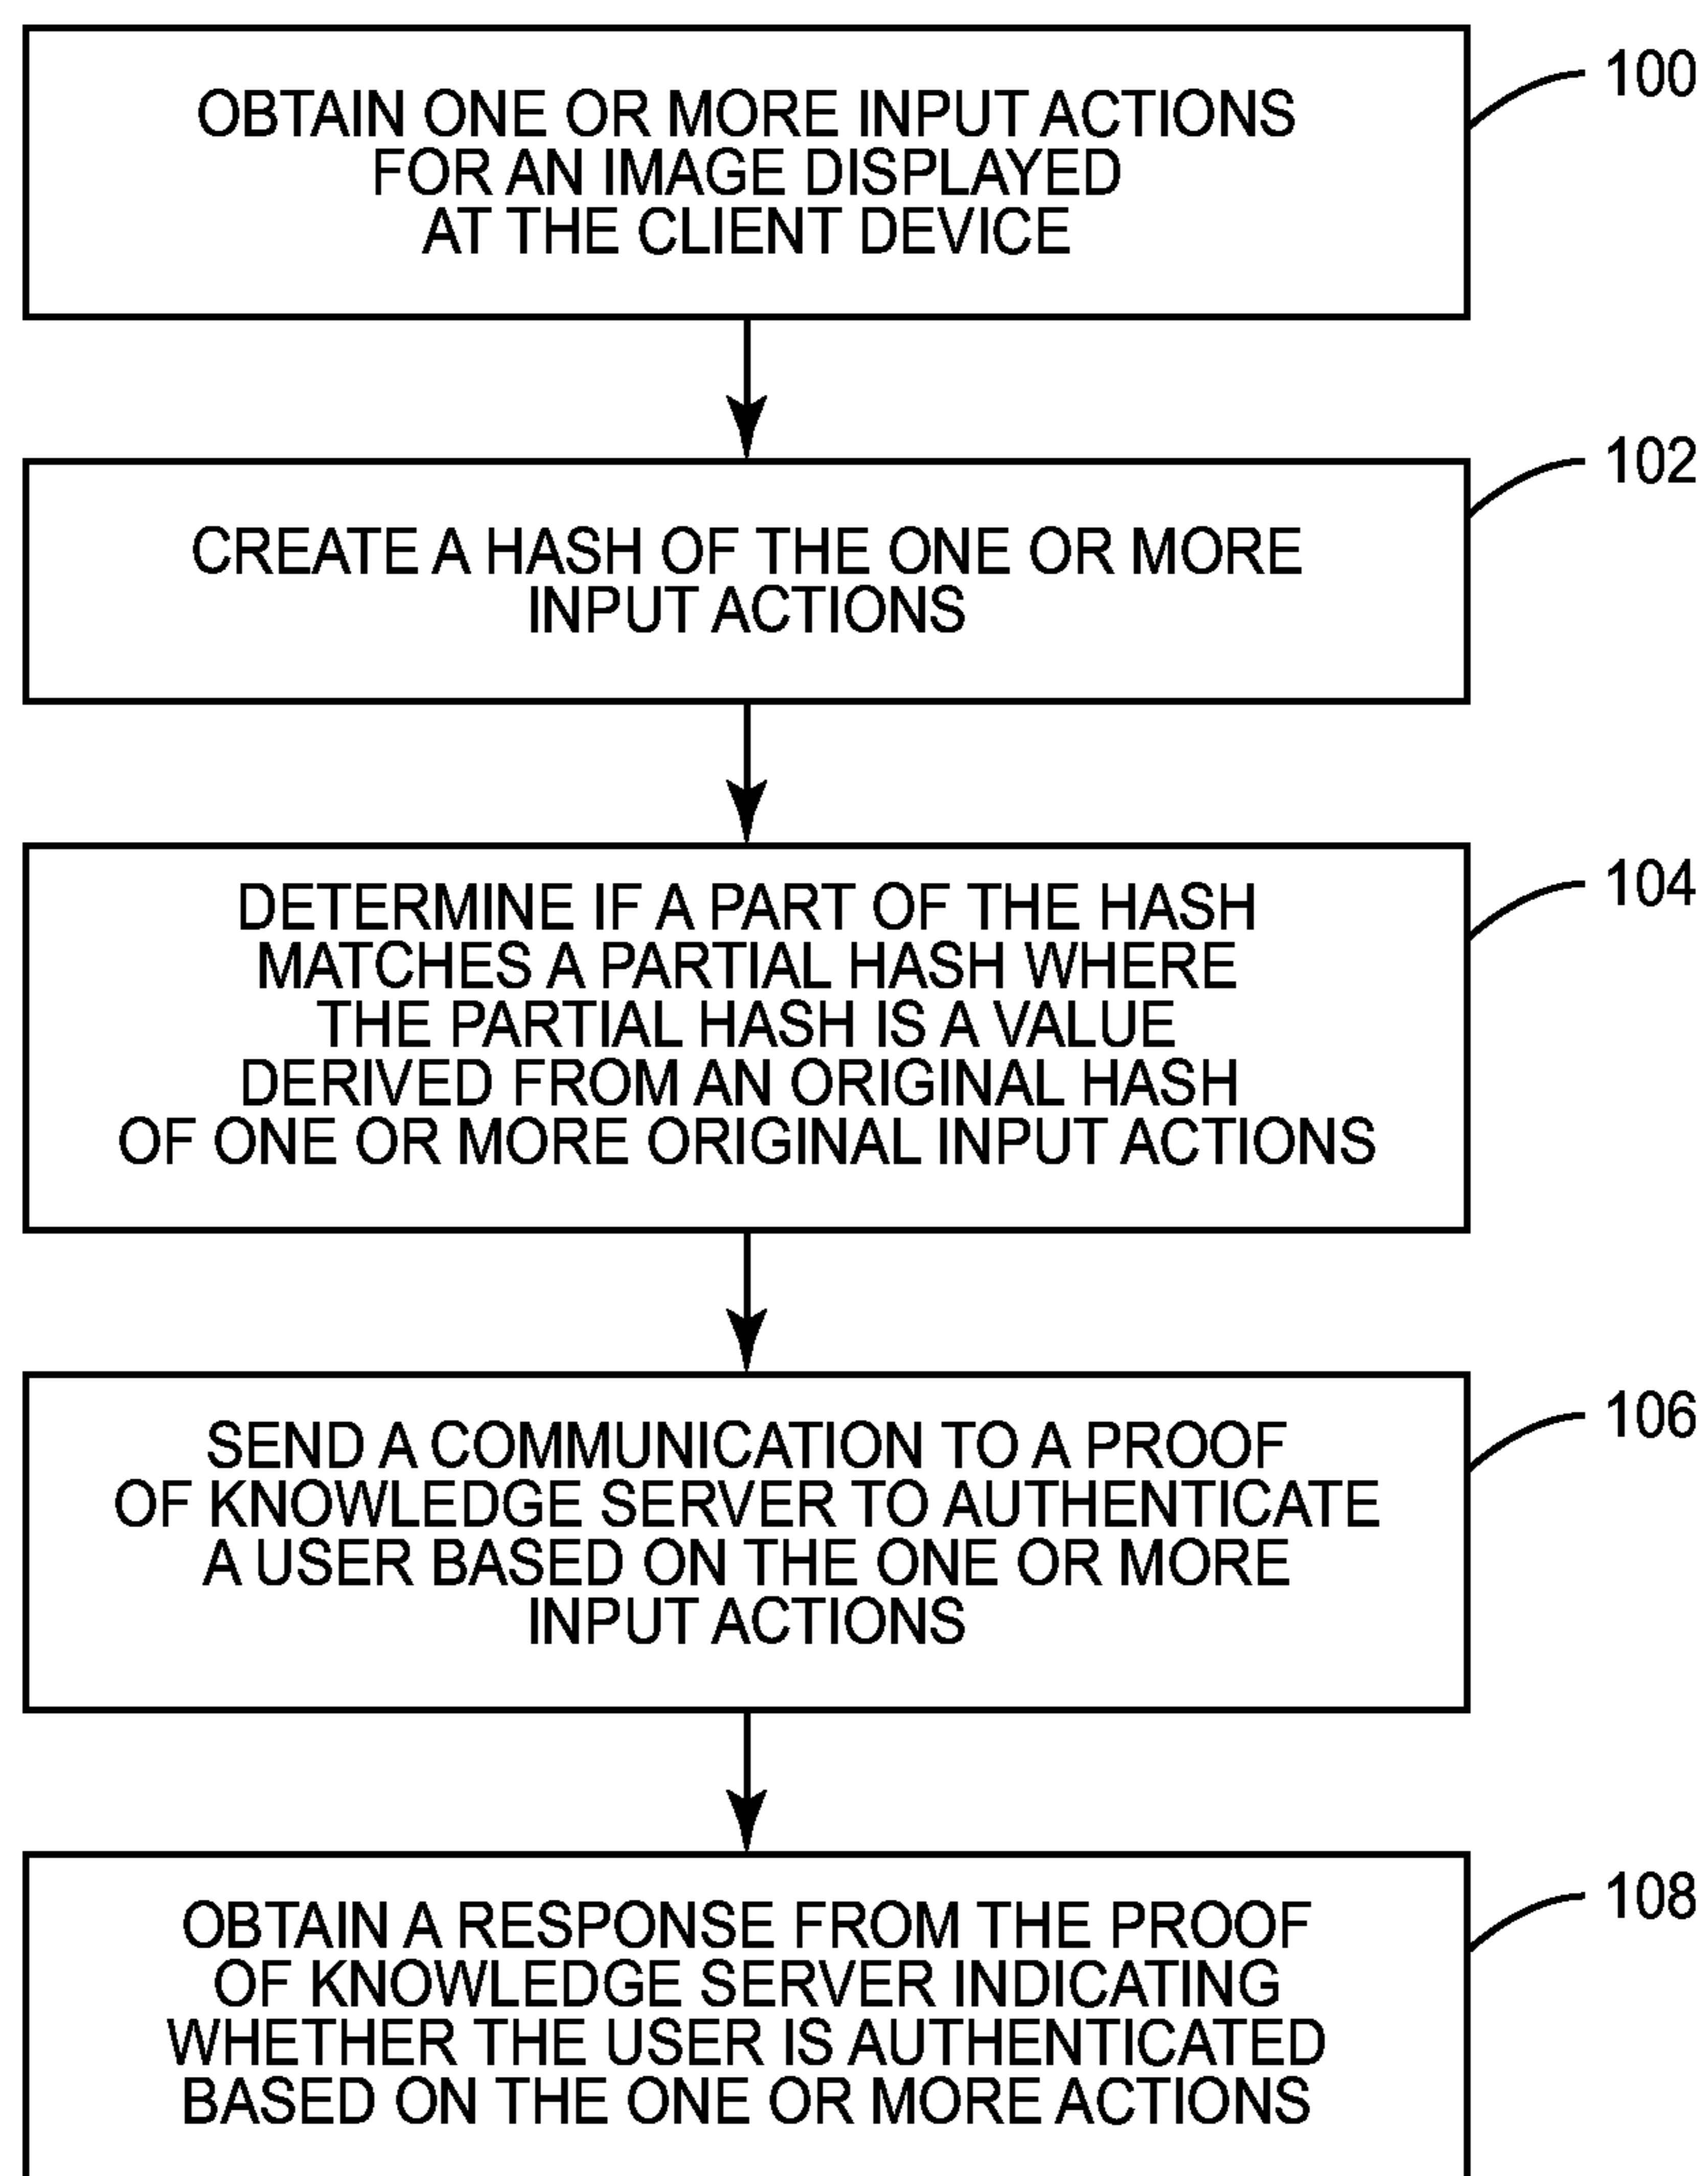 OBTAIN ONE OR MORE INPUT ACTIONS
FOR AN IMAGE DISPLAYED
AT THE CLIENT DEVICE
100
CREATE A HASH OF THE ONE OR MORE
INPUT ACTIONS
102
DETERMINE IF A PART OF THE HASH
MATCHES A PARTIAL HASH WHERE
THE PARTIAL HASH IS A VALUE
DERIVED FROM AN ORIGINAL HASH
OF ONE OR MORE ORIGINAL INPUT ACTIONS
104
SEND A COMMUNICATION TO A PROOF
OF KNOWLEDGE SERVER TO AUTHENTICATE
A USER BASED ON THE ONE OR MORE
INPUT ACTIONS
106
OBTAIN A RESPONSE FROM THE PROOF
OF KNOWLEDGE SERVER INDICATING
WHETHER THE USER IS AUTHENTICATED
BASED ON THE ONE OR MORE ACTIONS
108